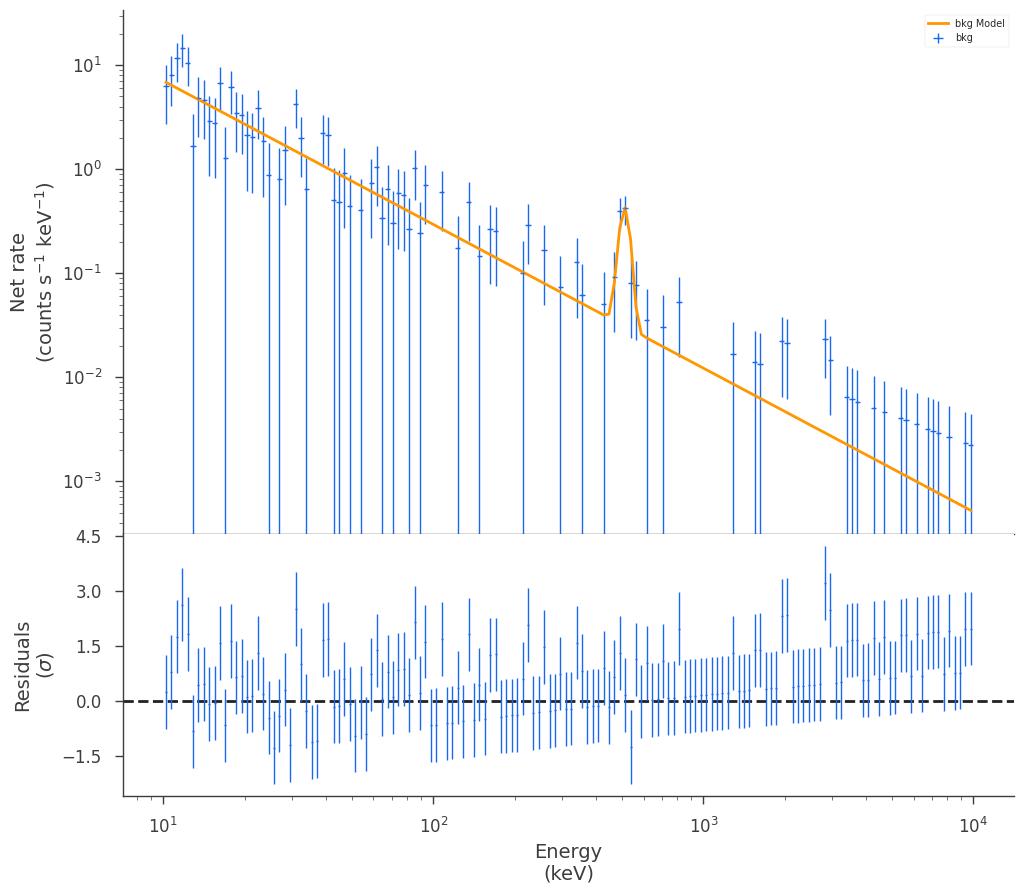 bkg Model
bkg
Net rate
(counts s⁻¹ keV⁻¹)
10¹
10⁰
10⁻¹
10⁻²
10⁻³
Residuals
(σ)
4.5
3.0
1.5
0.0
−1.5
10¹ 10² 10³ 10⁴
Energy
(keV)